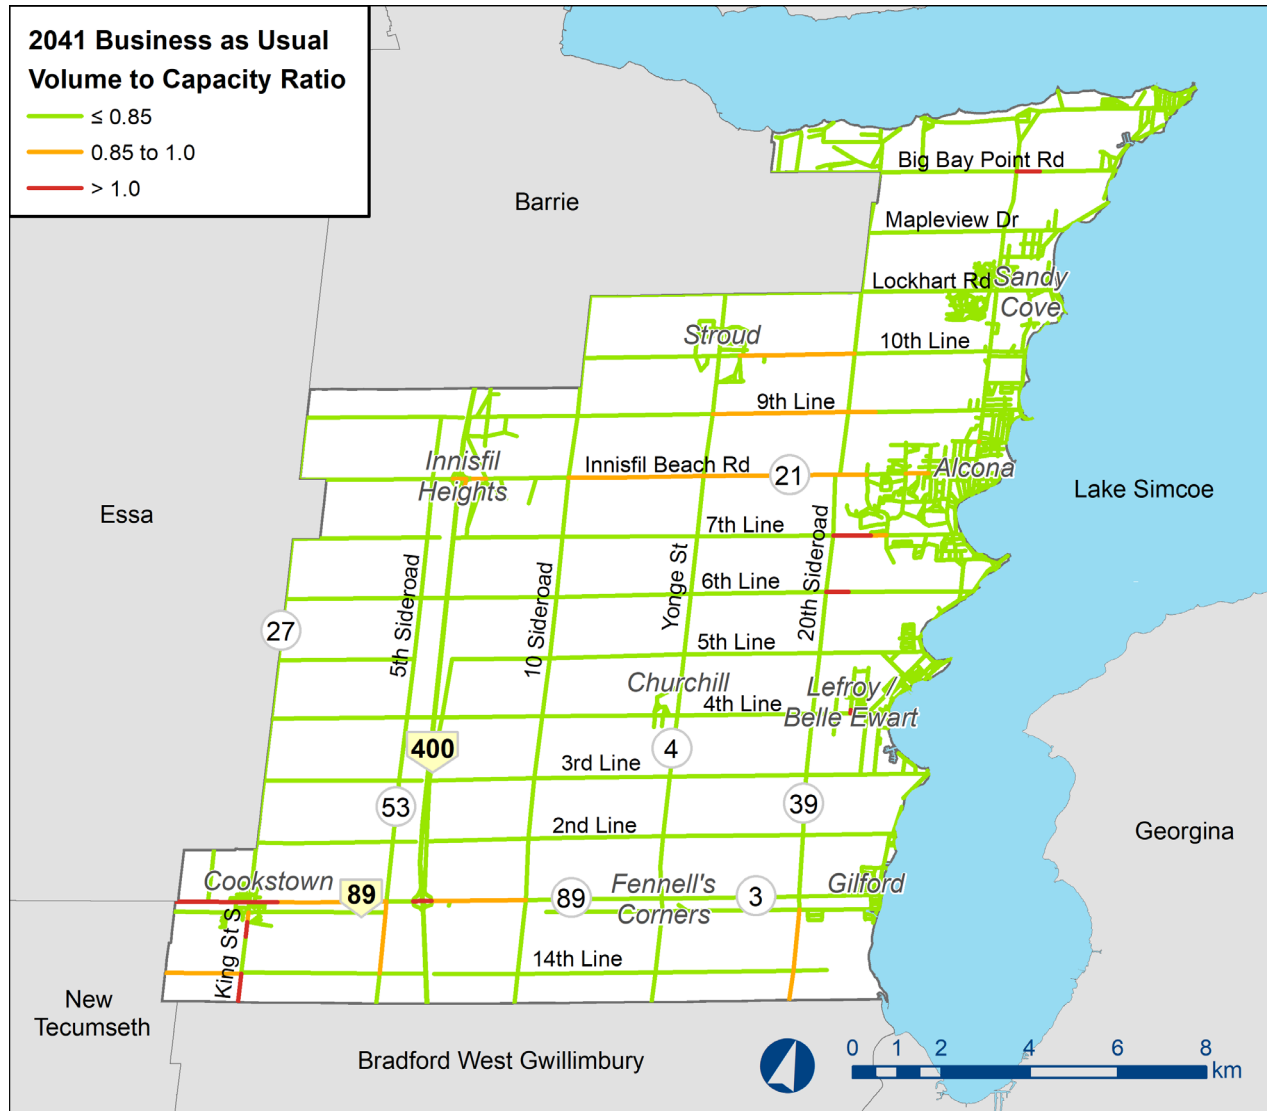 2041 Business as Usual
Volume to Capacity Ratio
≤ 0.85
0.85 to 1.0
> 1.0
Big Bay Point Rd
Barrie
Mapleview Dr
Lockhart Rd
Sandy
Cove
Stroud
10th Line
9th Line
Innisfil
Heights
Innisfil Beach Rd
21
Alcona
Lake Simcoe
Essa
7th Line
5th Sideroad
10 Sideroad
Yonge St
20th Sideroad
6th Line
27
5th Line
Churchill
4th Line
Lefroy /
Belle Ewart
400
4
3rd Line
53
39
2nd Line
Georgina
Cookstown
89
89
Fennell's
Corners
3
Gilford
King St S
14th Line
New
Tecumseth
Bradford West Gwillimbury
0 1 2 4 6 8
km